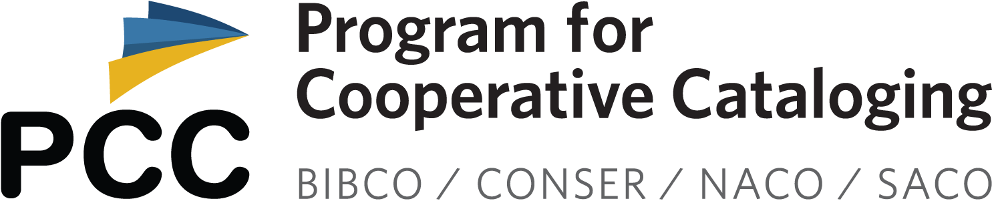 PCC
Program for
Cooperative Cataloging
BIBCO / CONSER / NACO / SACO